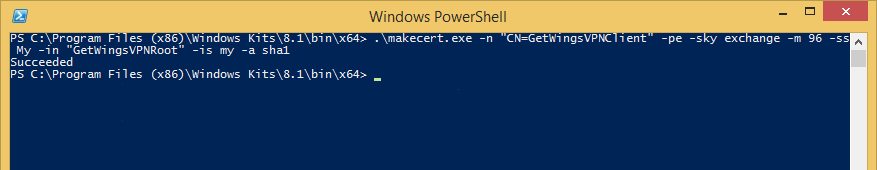 Windows PowerShell
PS C:\Program Files (x86)\Windows Kits\8.1\bin\x64> .\makecert.exe -n "CN=GetWingsVPNClient" -pe -sky exchange -m 96 -ss
 My -in "GetWingsVPNRoot" -is my -a sha1
Succeeded
PS C:\Program Files (x86)\Windows Kits\8.1\bin\x64>